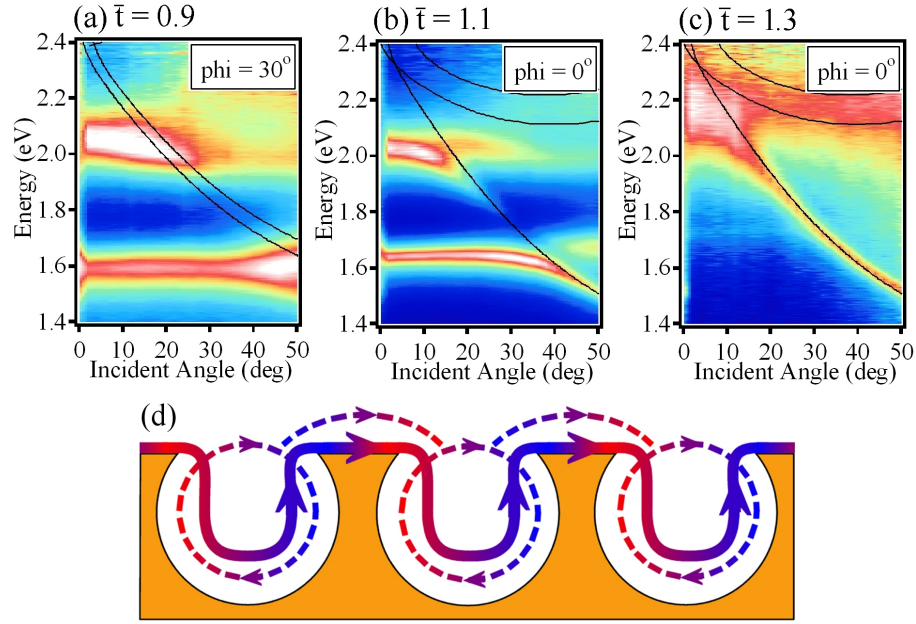 (a) t̅ = 0.9
(b) t̅ = 1.1
(c) t̅ = 1.3
phi = 30°
phi = 0°
phi = 0°
Energy (eV)
2.4
2.2
2.0
1.8
1.6
1.4
0 10 20 30 40 50
Incident Angle (deg)
Energy (eV)
2.4
2.2
2.0
1.8
1.6
1.4
0 10 20 30 40 50
Incident Angle (deg)
Energy (eV)
2.4
2.2
2.0
1.8
1.6
1.4
0 10 20 30 40 50
Incident Angle (deg)
(d)